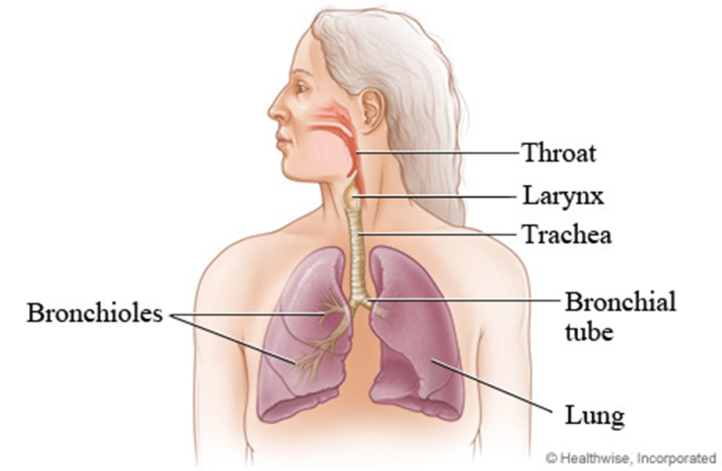 Throat
Larynx
Trachea
Bronchioles
Bronchial
tube
Lung
© Healthwise, Incorporated